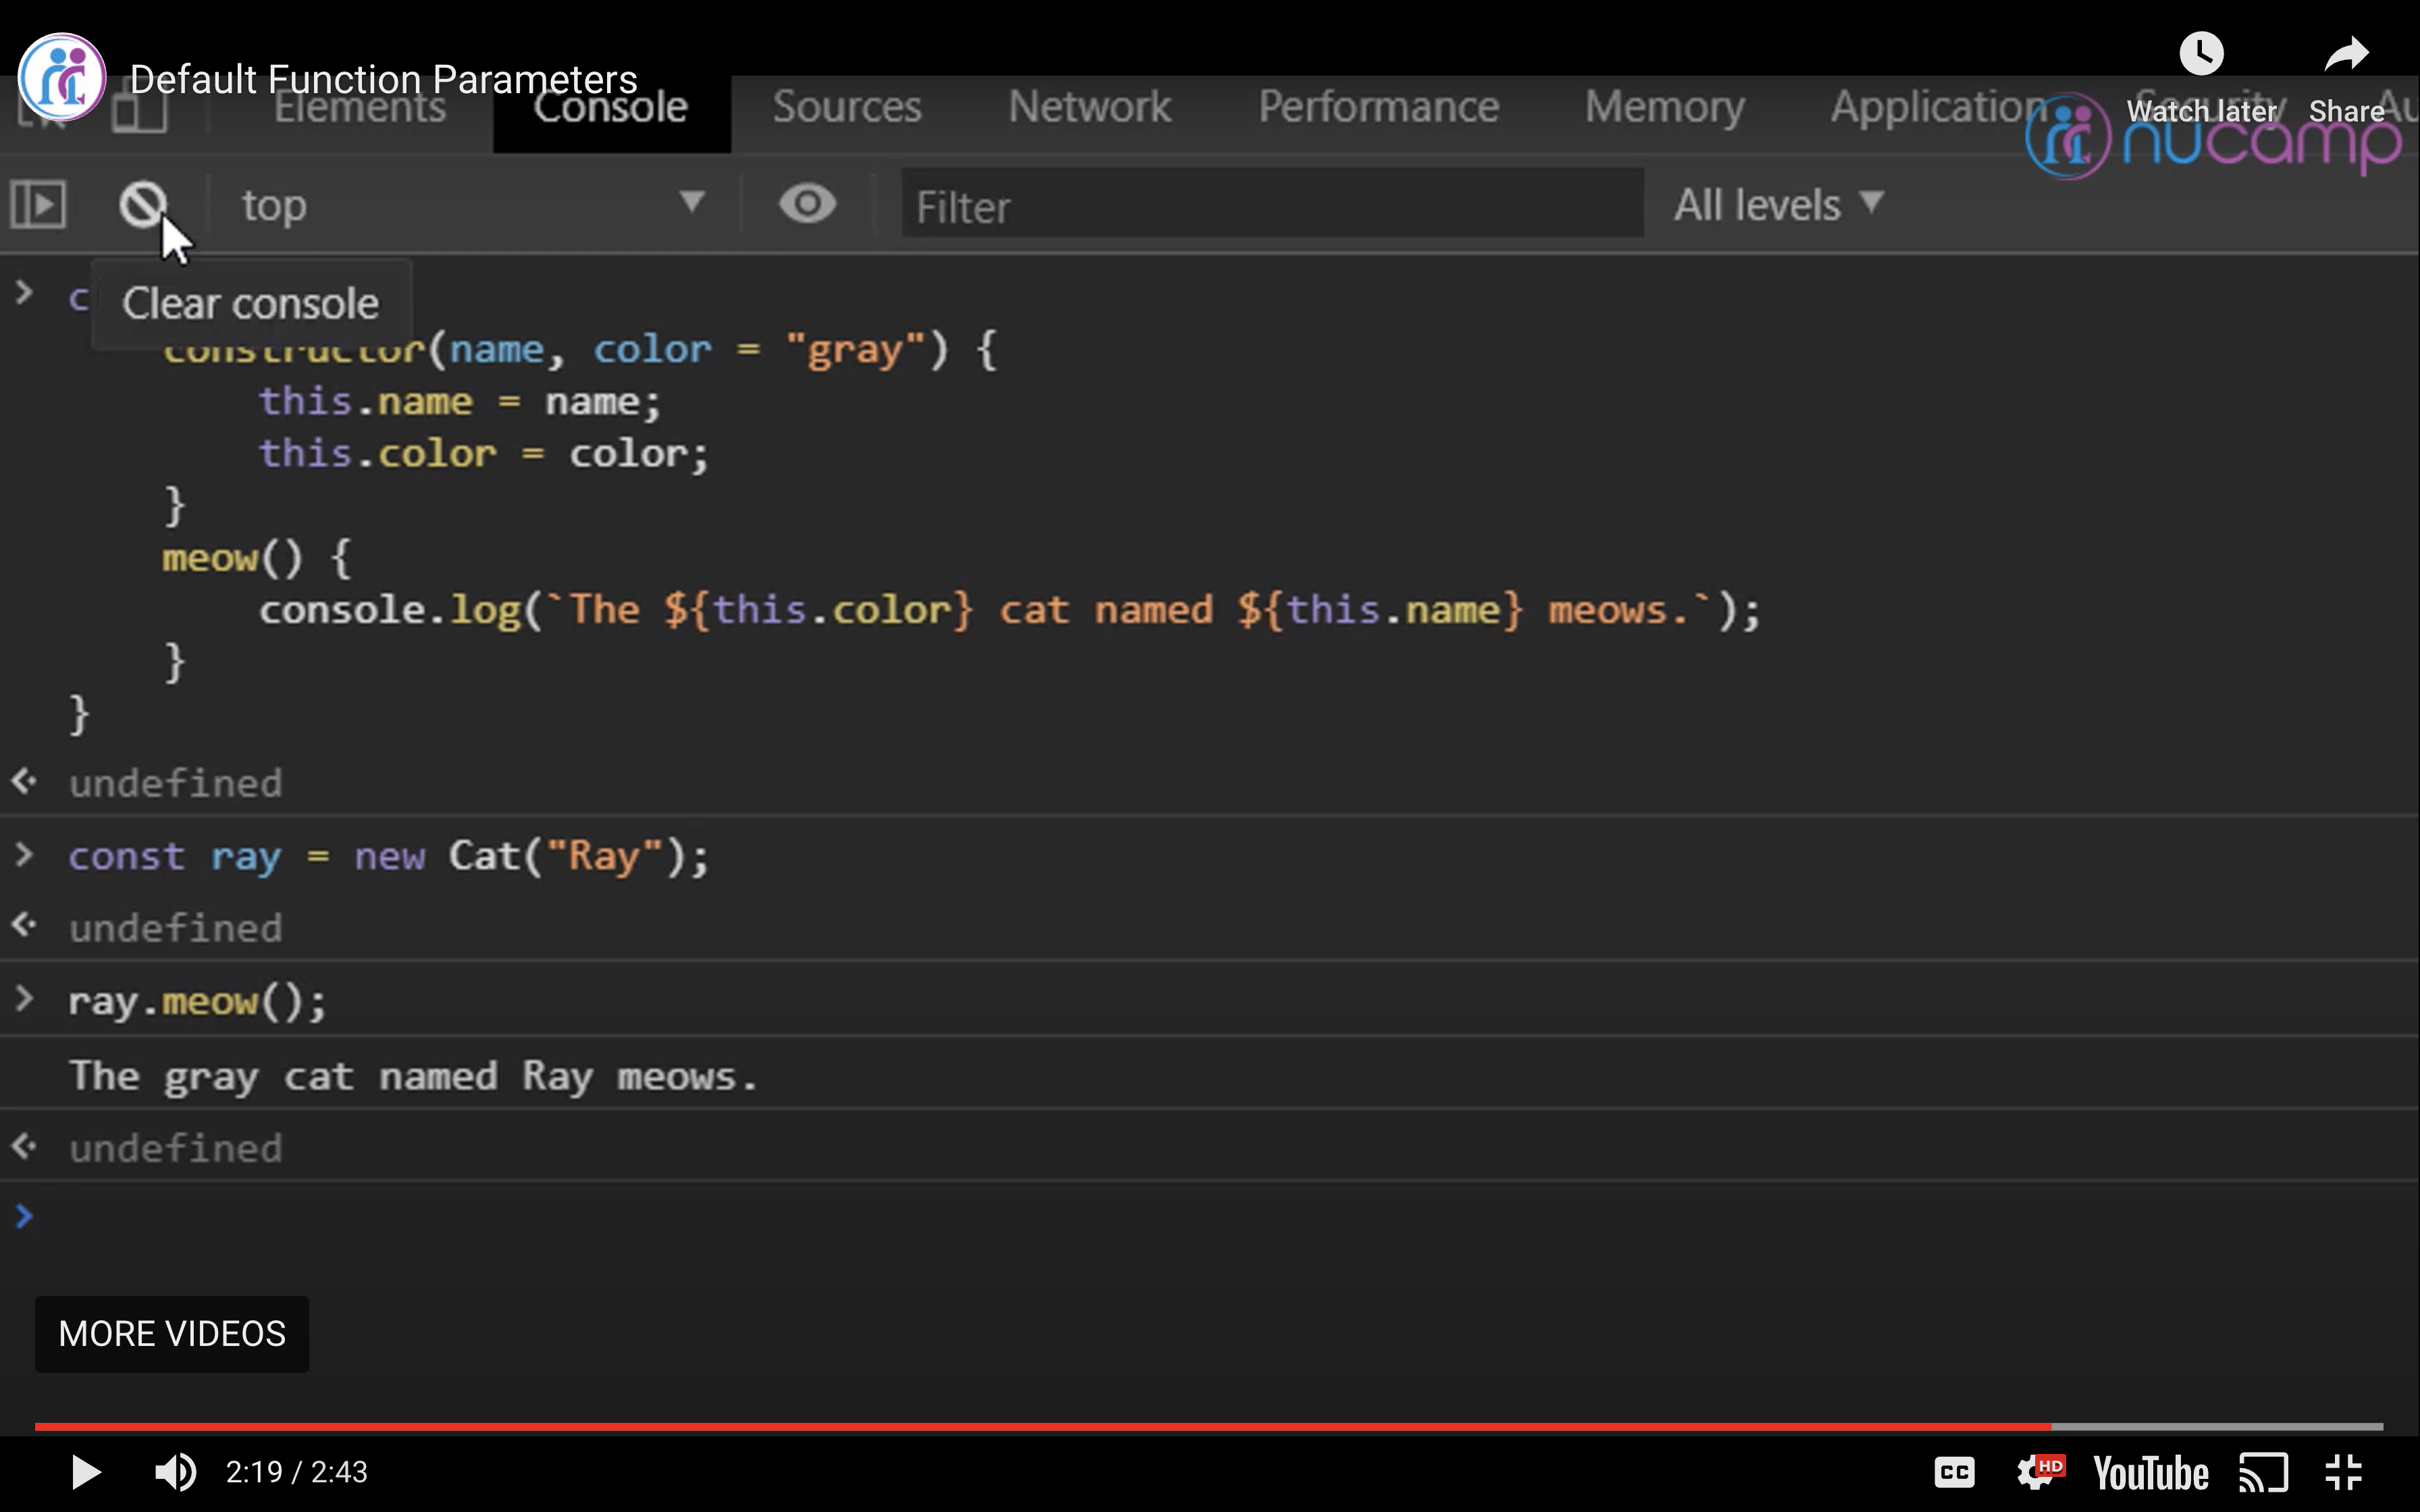 Default Function Parameters
Elements Console Sources Network Performance Memory Application Security Au
Watch later Share
nucamp
top Filter All levels
c
Clear console
constructor(name, color = "gray") {
this.name = name;
this.color = color;
}
meow() {
console.log(`The ${this.color} cat named ${this.name} meows.`);
}
}
undefined
const ray = new Cat("Ray");
undefined
ray.meow();
The gray cat named Ray meows.
undefined
MORE VIDEOS
2:19 / 2:43
CC HD YouTube